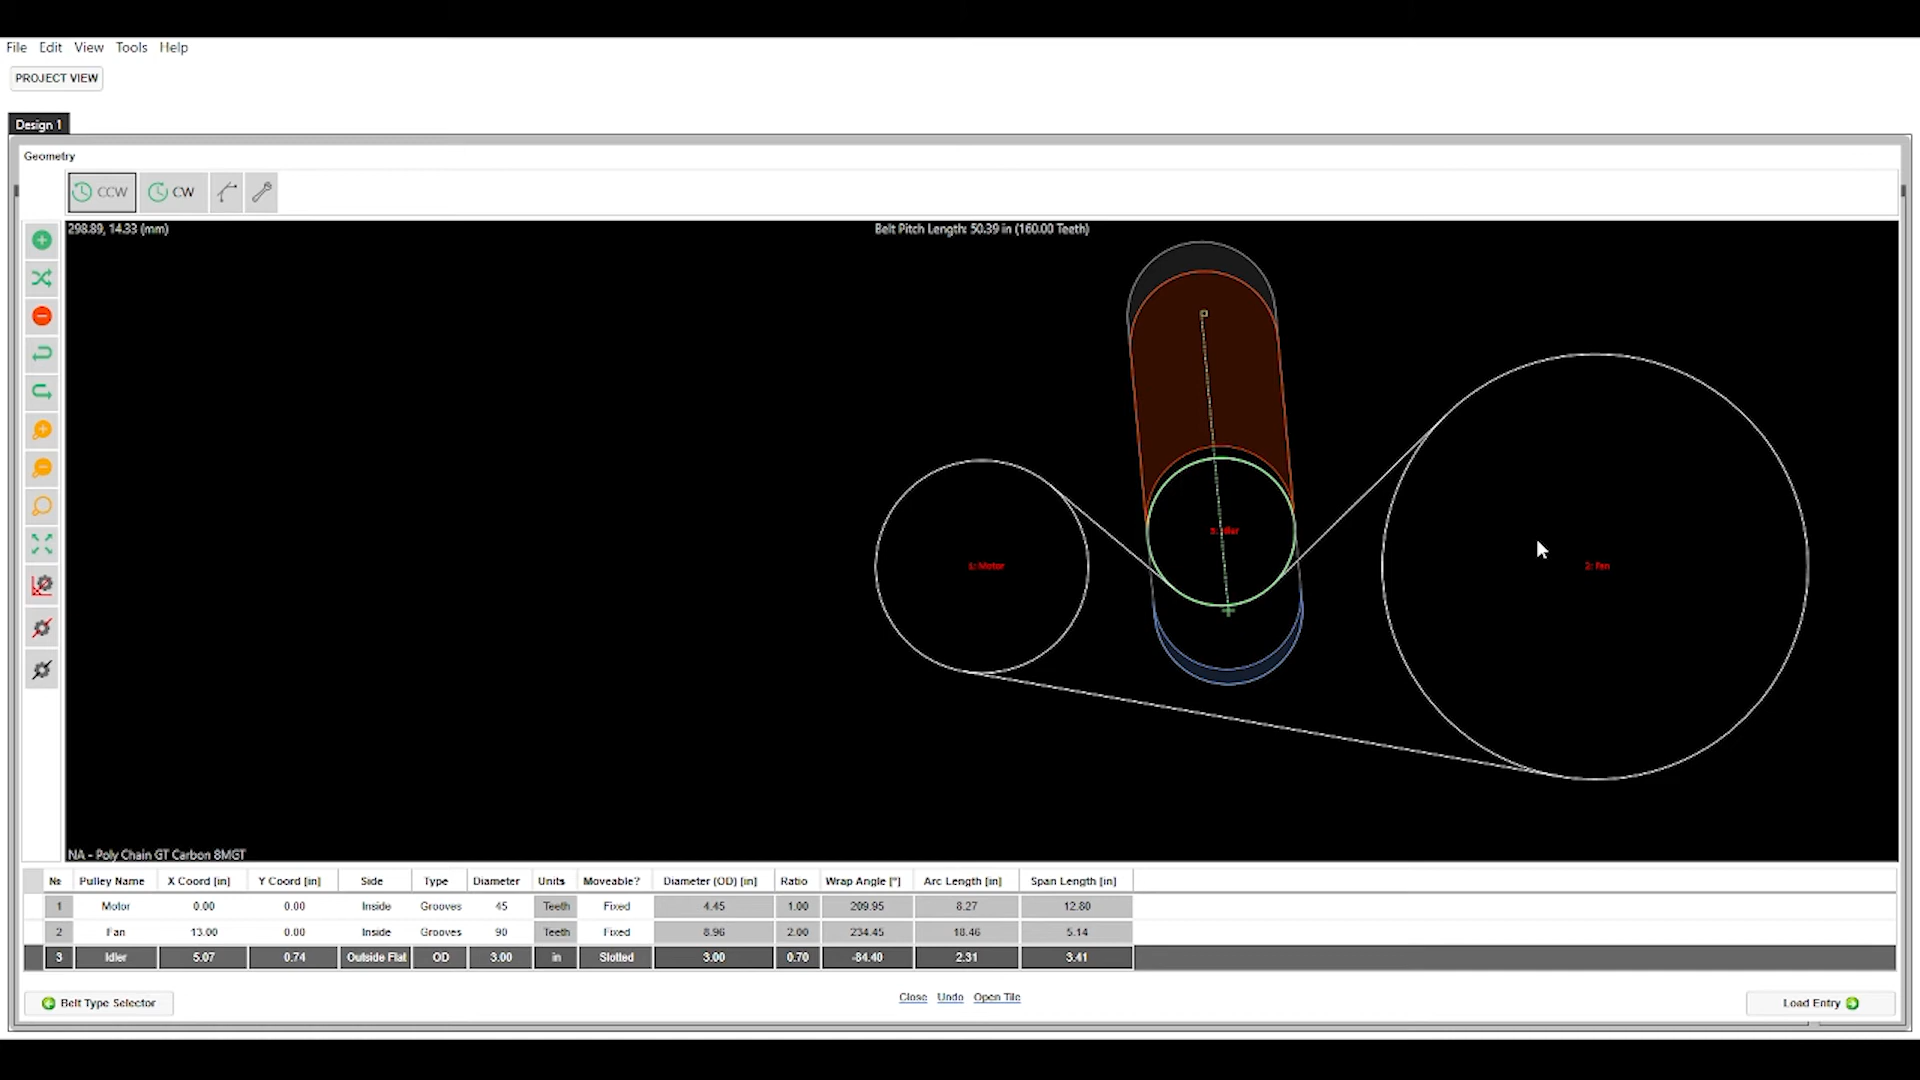 File Edit View Tools Help
PROJECT VIEW
Design 1
Geometry
CCW CW
298.89, 14.33 (mm) Belt Pitch Length: 50.39 in (160.00 Teeth)
3: Idler
1: Motor 2: Fan
NA - Poly Chain GT Carbon 8MGT
№ Pulley Name X Coord [in] Y Coord [in] Side Type Diameter Units Moveable? Diameter (OD) [in] Ratio Wrap Angle [°] Arc Length [in] Span Length [in]
1 Motor 0.00 0.00 Inside Grooves 45 Teeth Fixed 4.45 1.00 209.95 8.27 12.80
2 Fan 13.00 0.00 Inside Grooves 90 Teeth Fixed 8.96 2.00 234.45 18.46 5.14
3 Idler 5.07 0.74 Outside Flat OD 3.00 in Slotted 3.00 0.70 -84.40 2.31 3.41
Belt Type Selector Close Undo Open Tile Load Entry